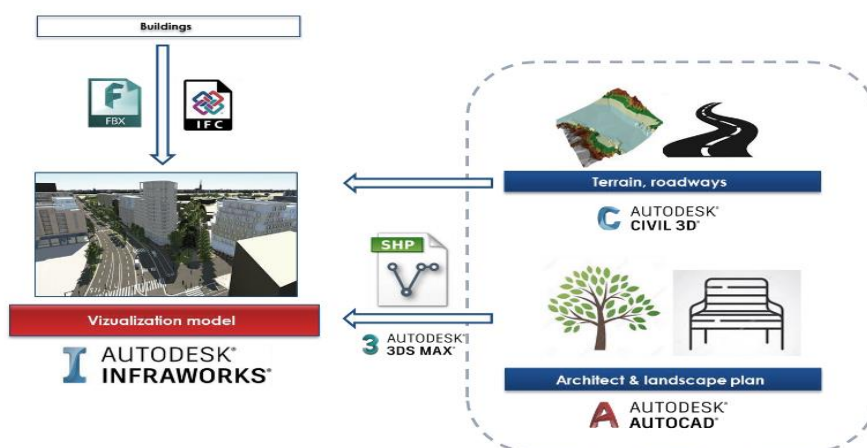 Buildings
FBX
IFC
Terrain, roadways
AUTODESK®
CIVIL 3D®
SHP
Vizualization model
AUTODESK®
3DS MAX®
AUTODESK®
INFRAWORKS®
Architect & landscape plan
AUTODESK®
AUTOCAD®